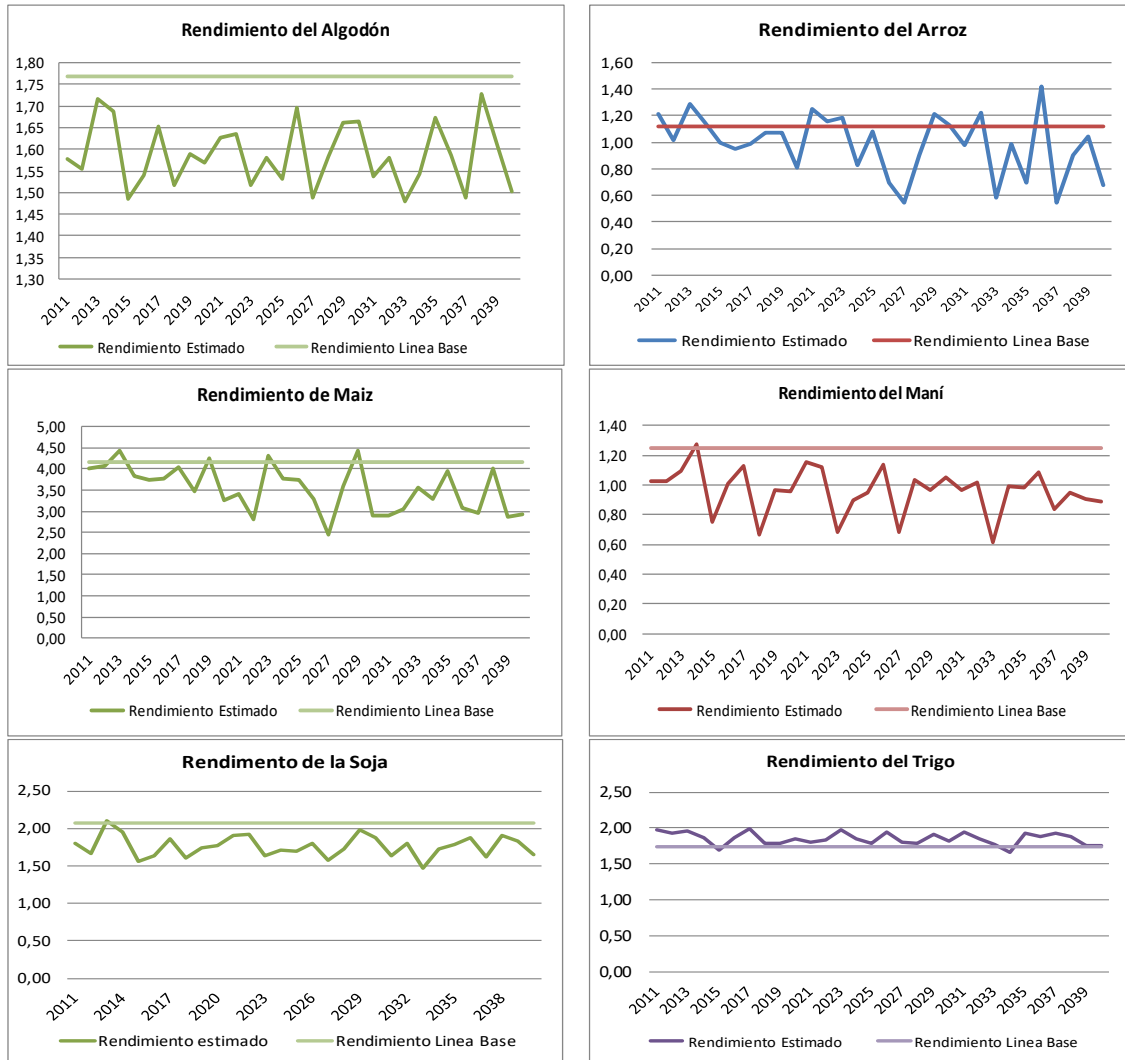 Rendimiento del Algodón
1,80
1,75
1,70
1,65
1,60
1,55
1,50
1,45
1,40
1,35
1,30
2011 2013 2015 2017 2019 2021 2023 2025 2027 2029 2031 2033 2035 2037 2039
Rendimiento Estimado Rendimiento Linea Base
Rendimiento del Arroz
1,60
1,40
1,20
1,00
0,80
0,60
0,40
0,20
0,00
2011 2013 2015 2017 2019 2021 2023 2025 2027 2029 2031 2033 2035 2037 2039
Rendimiento Estimado Rendimiento Linea Base
Rendimiento de Maiz
5,00
4,50
4,00
3,50
3,00
2,50
2,00
1,50
1,00
0,50
0,00
2011 2013 2015 2017 2019 2021 2023 2025 2027 2029 2031 2033 2035 2037 2039
Rendimiento Estimado Rendimiento Linea Base
Rendimiento del Maní
1,40
1,20
1,00
0,80
0,60
0,40
0,20
0,00
2011 2013 2015 2017 2019 2021 2023 2025 2027 2029 2031 2033 2035 2037 2039
Rendimiento Estimado Rendimiento Linea Base
Rendimento de la Soja
2,50
2,00
1,50
1,00
0,50
0,00
2011 2014 2017 2020 2023 2026 2029 2032 2035 2038
Rendimiento estimado Rendimiento Linea Base
Rendimiento del Trigo
2,50
2,00
1,50
1,00
0,50
0,00
2011 2013 2015 2017 2019 2021 2023 2025 2027 2029 2031 2033 2035 2037 2039
Rendimiento Estimado Rendimiento Linea Base